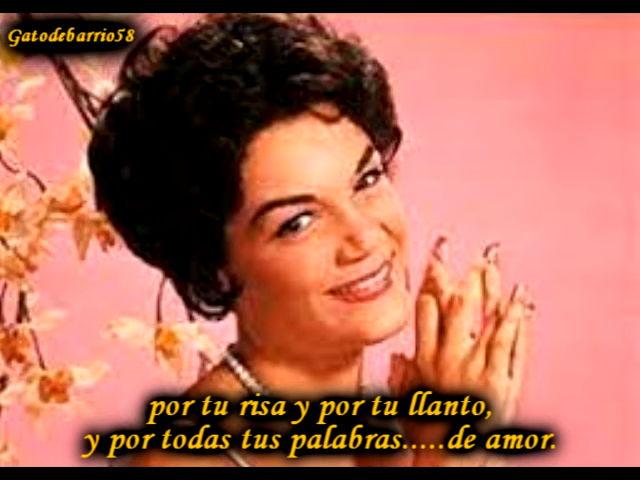 Gatodebarrio58
por tu risa y por tu llanto,
y por todas tus palabras.....de amor.